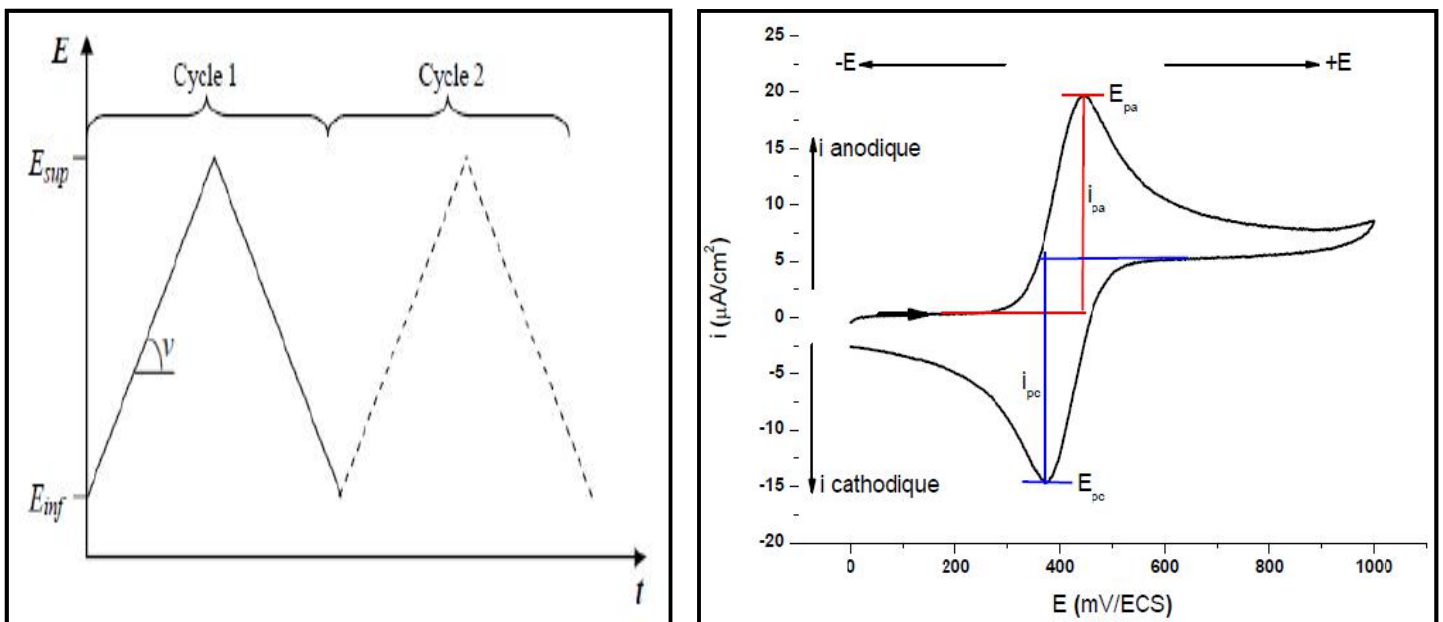 E
Cycle 1
Cycle 2
E_sup
v
E_inf
t
25
20
15
10
5
0
-5
-10
-15
-20
i (µA/cm²)
-E
+E
E_pa
i anodique
i_pa
i_pc
i cathodique
E_pc
0 200 400 600 800 1000
E (mV/ECS)